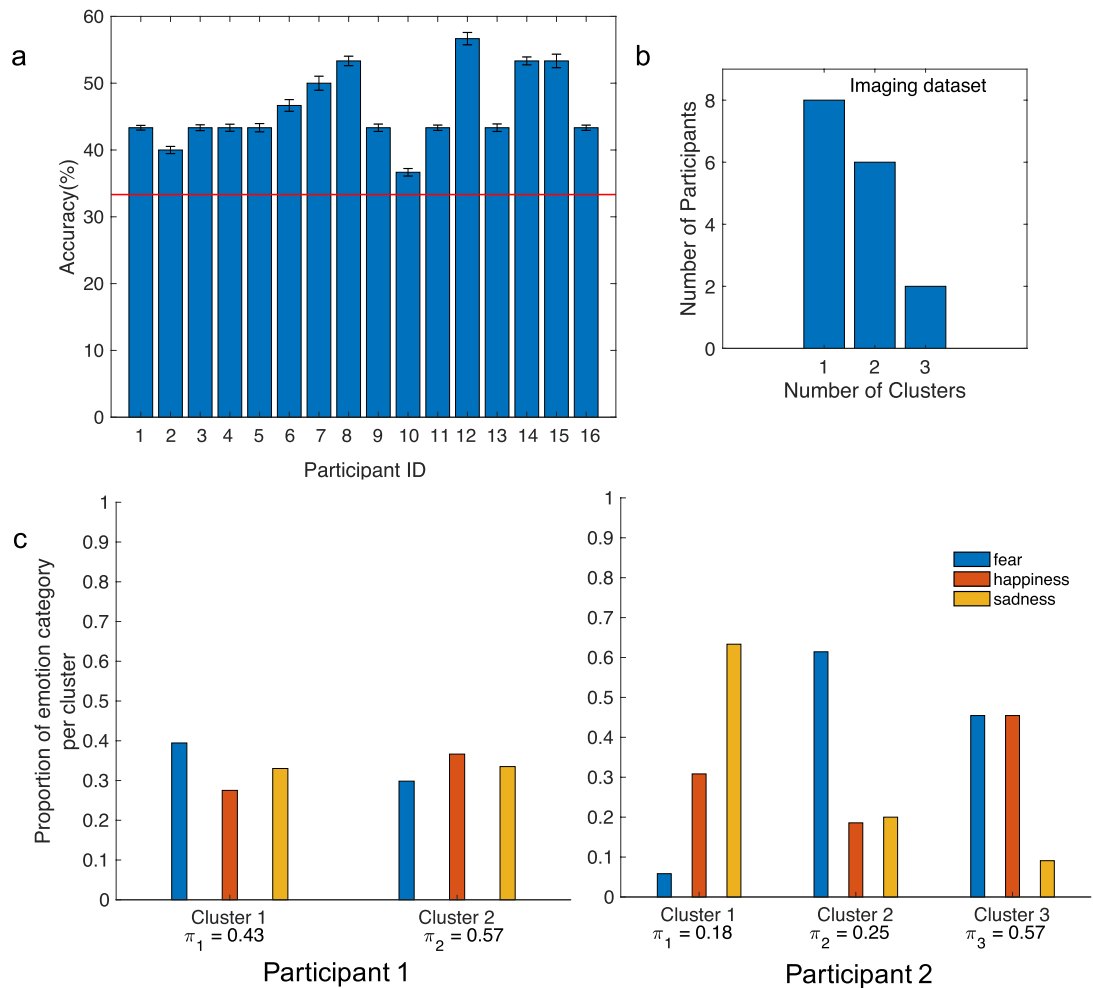 a
60
50
40
30
20
10
0
Accuracy(%)
1 2 3 4 5 6 7 8 9 10 11 12 13 14 15 16
Participant ID
b
Imaging dataset
8
6
4
2
0
Number of Participants
1 2 3
Number of Clusters
c
1
0.9
0.8
0.7
0.6
0.5
0.4
0.3
0.2
0.1
0
Proportion of emotion category
per cluster
Cluster 1 Cluster 2
π1 = 0.43 π2 = 0.57
Participant 1
1
0.9
0.8
0.7
0.6
0.5
0.4
0.3
0.2
0.1
0
fear
happiness
sadness
Cluster 1 Cluster 2 Cluster 3
π1 = 0.18 π2 = 0.25 π3 = 0.57
Participant 2